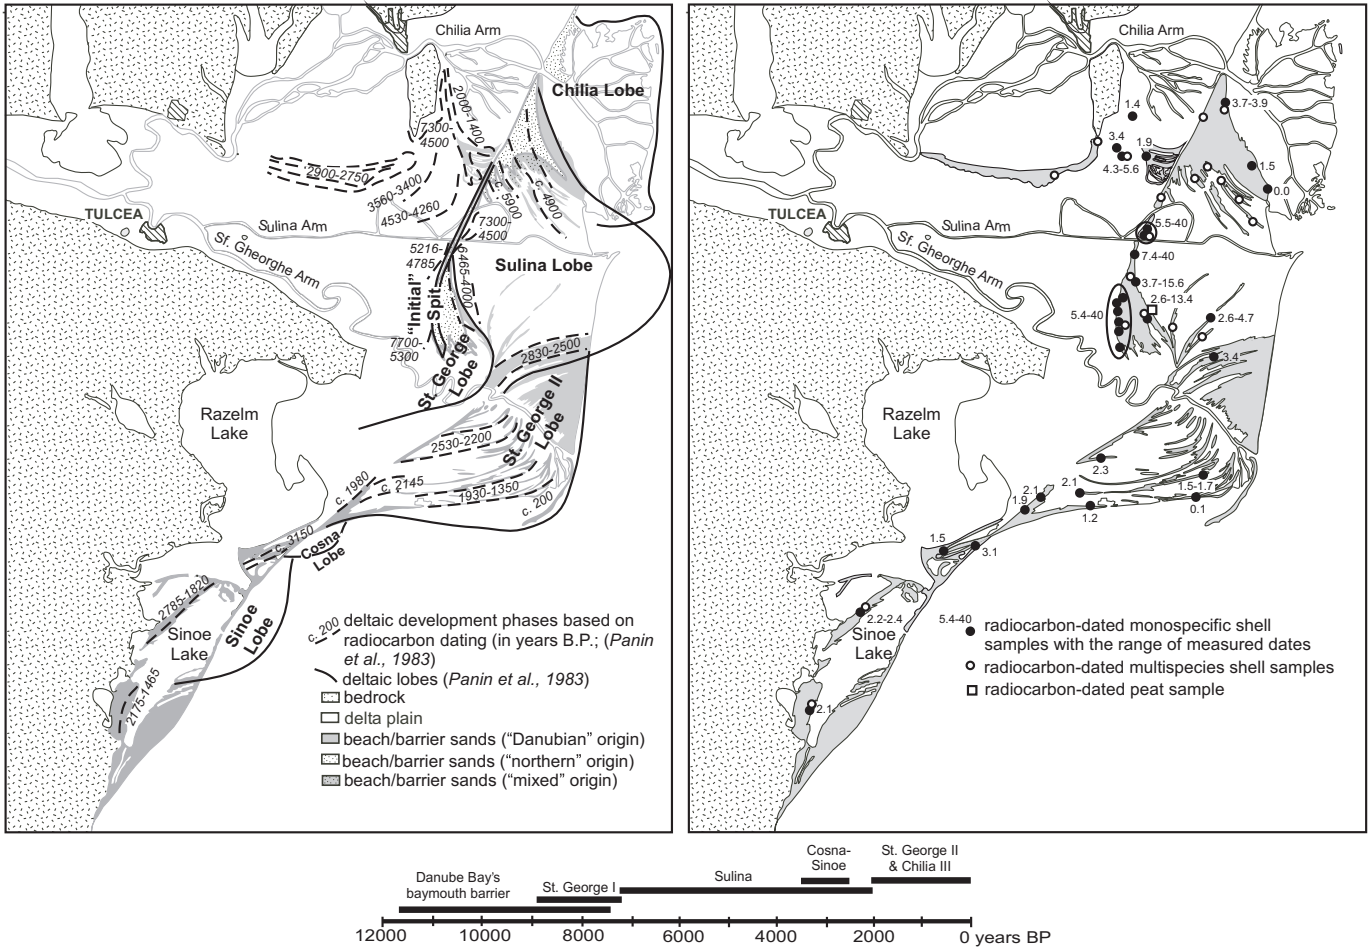 Chilia Arm
Chilia Lobe
2000-1400
7300-
4500
2900-2750
3560-3400
4530-4260
c. 5900
c. 4900
TULCEA
Sulina Arm
Sf. Gheorghe Arm
7300-
4500
5216-
4785
6465-4000
Sulina Lobe
"Initial"
Spit
7700-
5300
St. George
Lobe
2830-2500
St. George II
Lobe
Razelm
Lake
2530-2200
c. 1980
c. 2145
1930-1350
c. 200
c. 3150
Cosna
Lobe
2785-1820
Sinoe
Lobe
Sinoe
Lake
2175-1465
c. 200
deltaic development phases based on
radiocarbon dating (in years B.P.; (Panin
et al., 1983)
deltaic lobes (Panin et al., 1983)
bedrock
delta plain
beach/barrier sands ("Danubian" origin)
beach/barrier sands ("northern" origin)
beach/barrier sands ("mixed" origin)
Chilia Arm
3.7-3.9
1.4
3.4
1.9
4.3-5.6
1.5
0.0
TULCEA
Sulina Arm
Sf. Gheorghe Arm
5.5-40
7.4-40
3.7-15.6
2.6-13.4
5.4-40
2.6-4.7
3.4
Razelm
Lake
2.3
2.1
2.1
1.5-1.7
1.9
1.2
0.1
1.5
3.1
2.2-2.4
Sinoe
Lake
2.1
5.4-40
radiocarbon-dated monospecific shell
samples with the range of measured dates
radiocarbon-dated multispecies shell samples
radiocarbon-dated peat sample
Danube Bay's
baymouth barrier
St. George I
Sulina
Cosna-
Sinoe
St. George II
& Chilia III
12000 10000 8000 6000 4000 2000 0 years BP